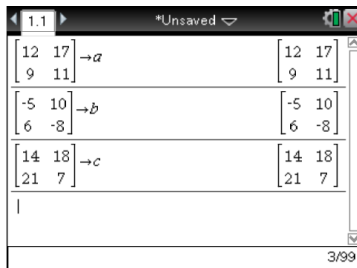 1.1 *Unsaved
[12 17
9 11]→a [12 17
9 11]
[-5 10
6 -8]→b [-5 10
6 -8]
[14 18
21 7]→c [14 18
21 7]
3/99